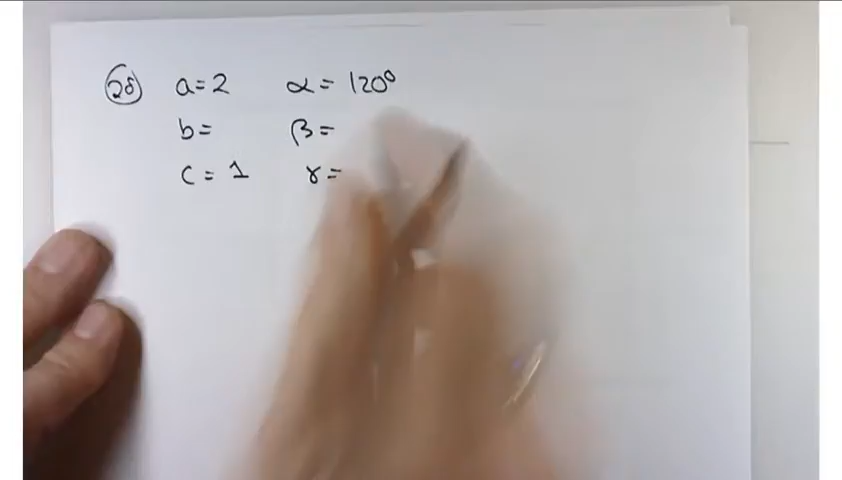 28 a=2 α= 120°
b= β=
c= 1 γ=